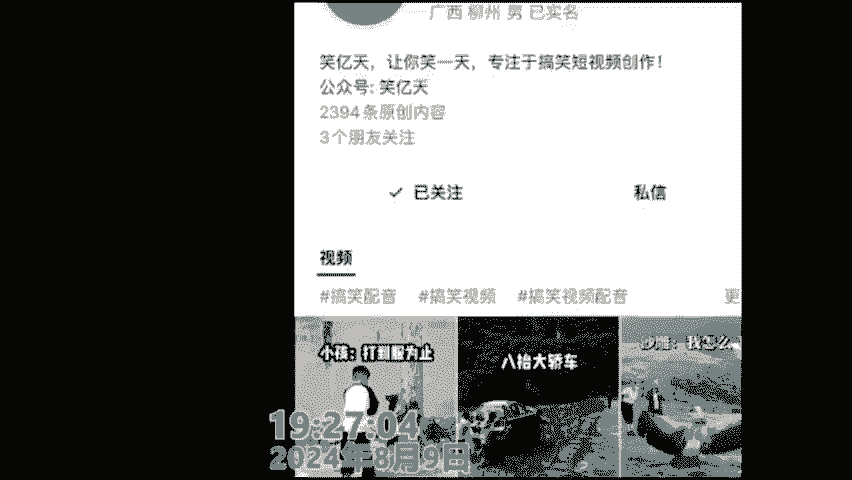 广西 柳州 男 已实名
笑亿天，让你笑一天，专注于搞笑短视频创作！
公众号: 笑亿天
2394条原创内容
3个朋友关注
已关注 私信
视频
#搞笑配音 #搞笑视频 #搞笑视频配音 更
小孩：打到服为止
八抬大轿车
沙雕：我怎么
19:27:04
2024年8月9日